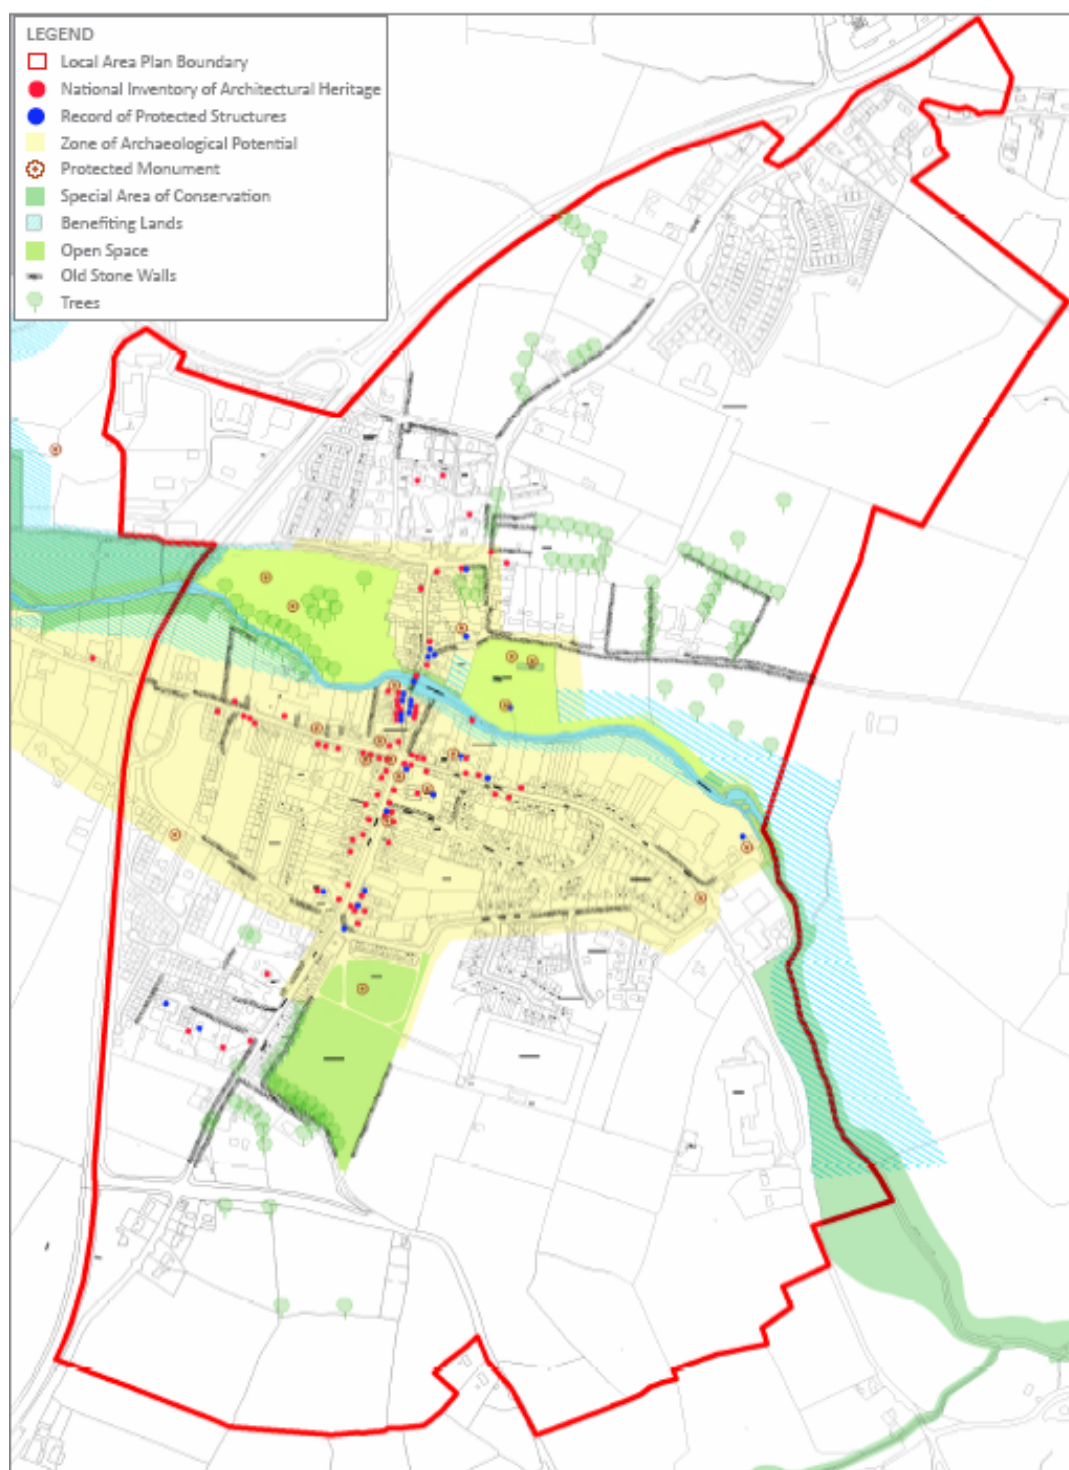 LEGEND
Local Area Plan Boundary
National Inventory of Architectural Heritage
Record of Protected Structures
Zone of Archaeological Potential
Protected Monument
Special Area of Conservation
Benefiting Lands
Open Space
Old Stone Walls
Trees